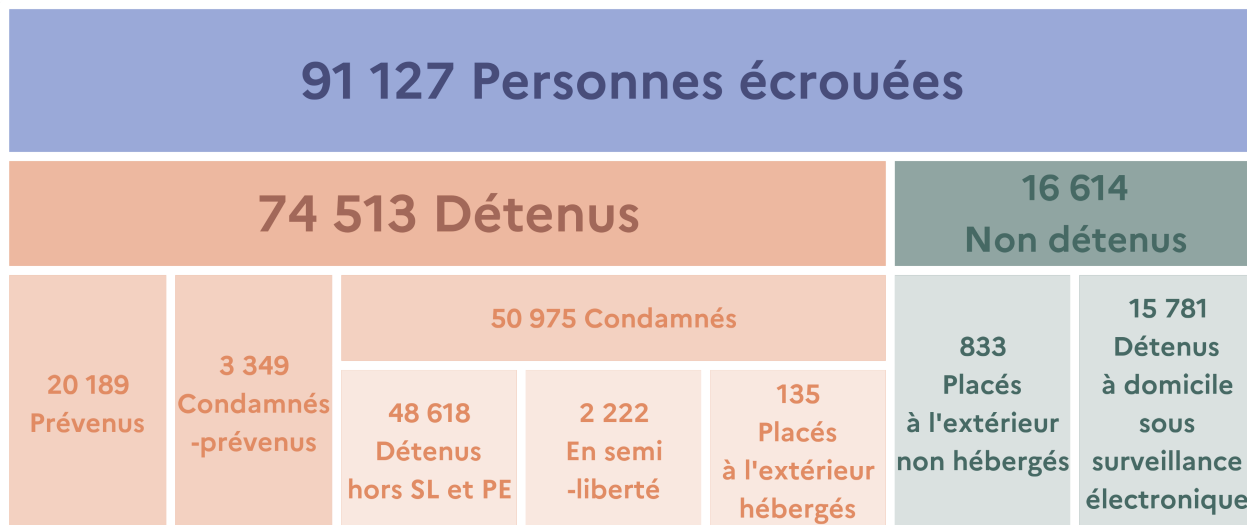 91 127 Personnes écrouées
74 513 Détenus
16 614
Non détenus
20 189
Prévenus
3 349
Condamnés
-prévenus
50 975 Condamnés
48 618
Détenus
hors SL et PE
2 222
En semi
-liberté
135
Placés
à l'extérieur
hébergés
833
Placés
à l'extérieur
non hébergés
15 781
Détenus
à domicile
sous
surveillance
électronique